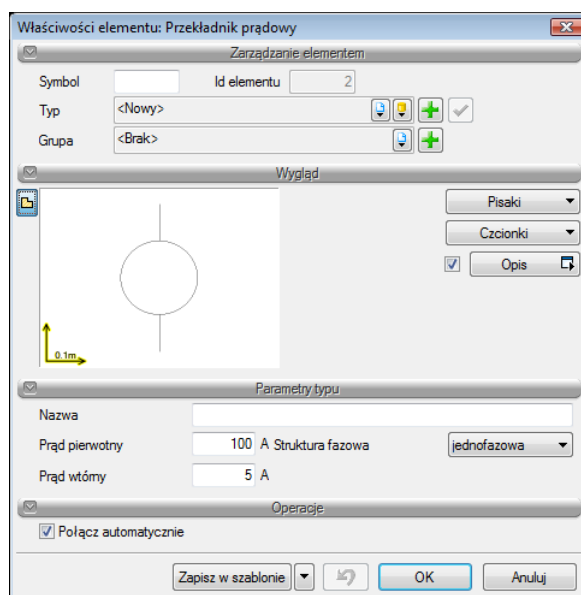 Właściwości elementu: Przekładnik prądowy
Zarządzanie elementem
Symbol Id elementu 2
Typ <Nowy>
Grupa <Brak>
Wygląd
Pisaki
Czcionki
Opis
0.1m
Parametry typu
Nazwa
Prąd pierwotny 100 A Struktura fazowa jednofazowa
Prąd wtórny 5 A
Operacje
Połącz automatycznie
Zapisz w szablonie OK Anuluj